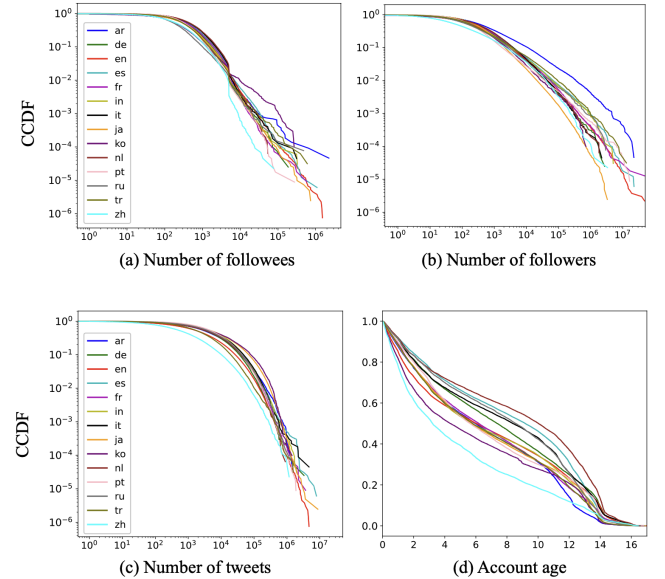 CCDF
10⁰
10⁻¹
10⁻²
10⁻³
10⁻⁴
10⁻⁵
10⁻⁶
ar
de
en
es
fr
in
it
ja
ko
nl
pt
ru
tr
zh
10⁰ 10¹ 10² 10³ 10⁴ 10⁵ 10⁶
(a) Number of followees
10⁰
10⁻¹
10⁻²
10⁻³
10⁻⁴
10⁻⁵
10⁻⁶
10⁰ 10¹ 10² 10³ 10⁴ 10⁵ 10⁶ 10⁷
(b) Number of followers
CCDF
10⁰
10⁻¹
10⁻²
10⁻³
10⁻⁴
10⁻⁵
10⁻⁶
ar
de
en
es
fr
in
it
ja
ko
nl
pt
ru
tr
zh
10⁰ 10¹ 10² 10³ 10⁴ 10⁵ 10⁶ 10⁷
(c) Number of tweets
1.0
0.8
0.6
0.4
0.2
0.0
0 2 4 6 8 10 12 14 16
(d) Account age